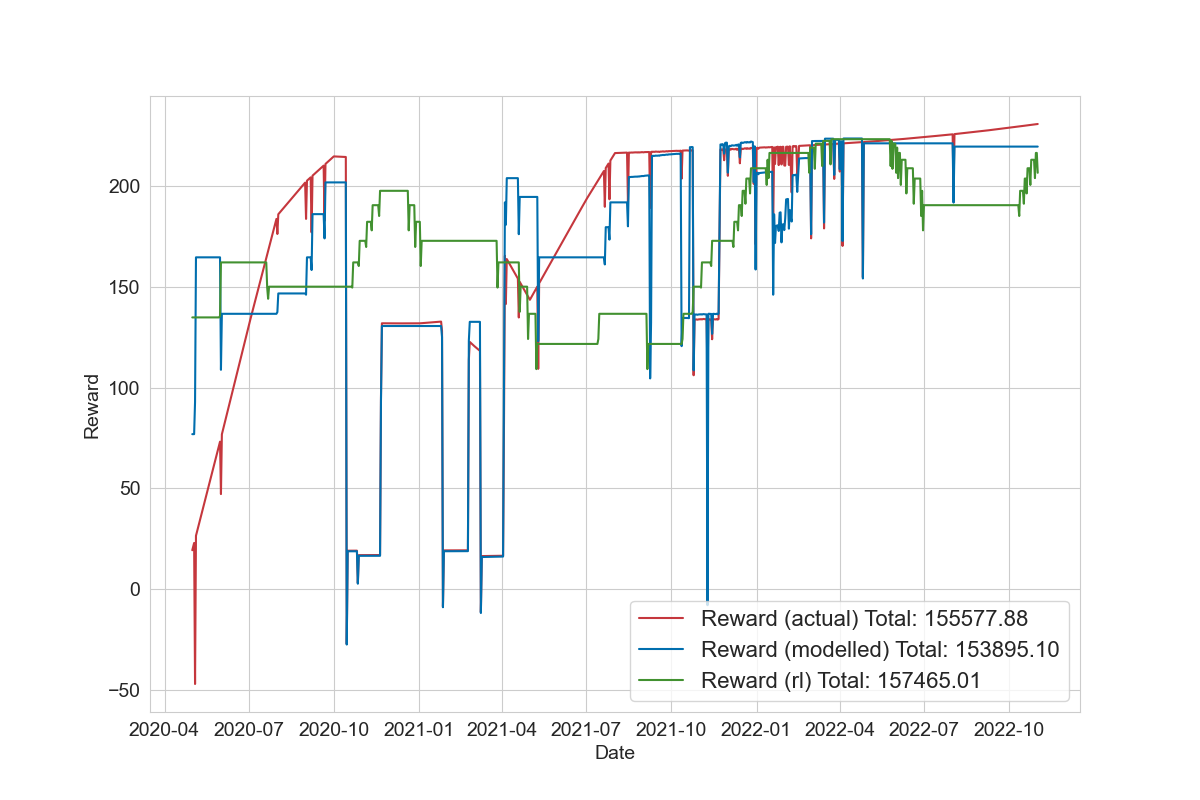 200
150
100
50
0
−50
Reward
2020-04 2020-07 2020-10 2021-01 2021-04 2021-07 2021-10 2022-01 2022-04 2022-07 2022-10
Date
Reward (actual) Total: 155577.88
Reward (modelled) Total: 153895.10
Reward (rl) Total: 157465.01